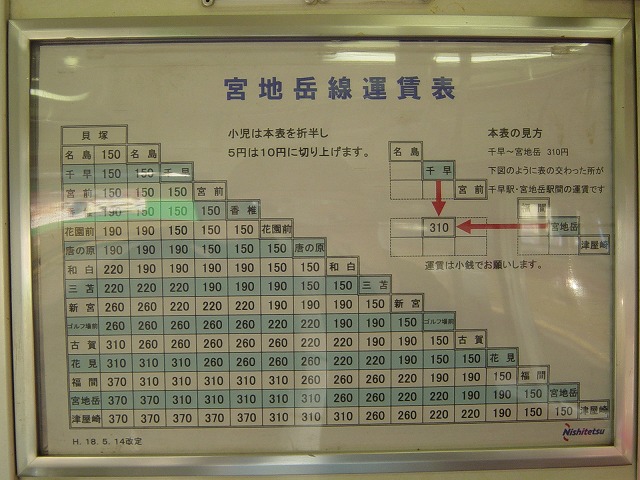 宮地岳線運賃表
小児は本表を折半し
5円は10円に切り上げます。
本表の見方
千早〜宮地岳 310円
下図のように表の交わった所が
千早駅・宮地岳駅間の運賃です
名島
千早
宮前
310
宮地岳
津屋崎
運賃は小銭でお願いします。
貝塚
名島 150 名島
千早 150 150 千早
宮前 150 150 150 宮前
190 150 150 150 香椎
花園前 190 190 150 150 150 花園前
唐の原 190 190 190 150 150 150 唐の原
和白 220 190 190 190 190 150 150 和白
三苫 220 220 220 190 190 190 150 150 三苫
新宮 260 260 220 220 220 190 190 190 150 新宮
ゴルフ場前 260 260 260 260 220 220 190 190 150 ゴルフ場前
古賀 310 260 260 260 260 260 220 220 190 190 150 古賀
花見 310 310 310 260 260 260 260 220 220 190 150 150 花見
福間 370 310 310 310 310 310 260 260 260 220 220 190 190 150 福間
宮地岳 370 370 310 310 310 310 310 260 260 220 220 190 190 150 宮地岳
津屋崎 370 370 370 370 310 310 310 310 260 260 220 220 190 150 150 津屋崎
H. 18. 5. 14改定
Nishitetsu